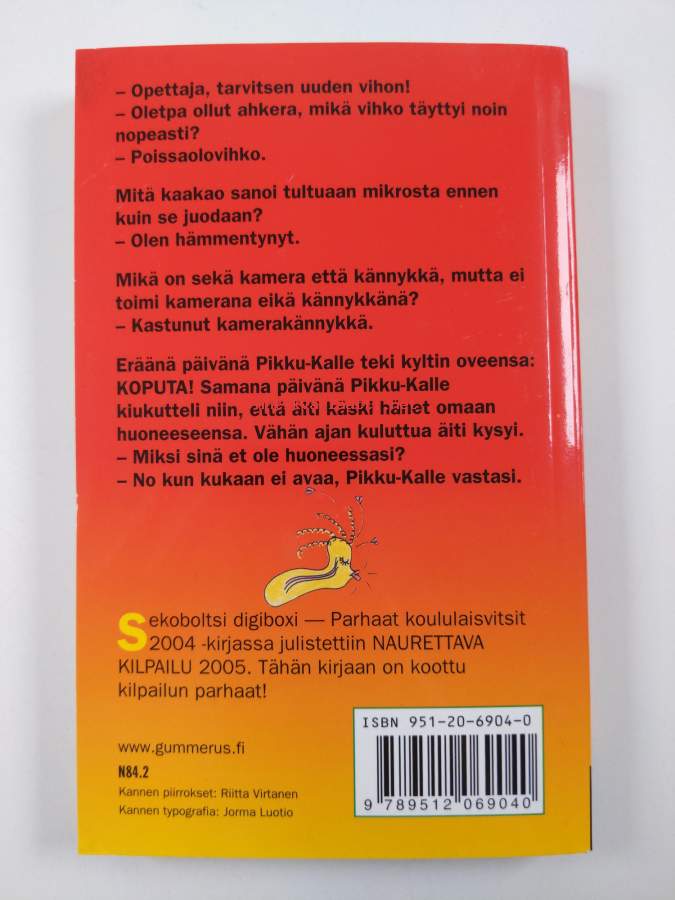 – Opettaja, tarvitsen uuden vihon!
– Oletpa ollut ahkera, mikä vihko täyttyi noin
nopeasti?
– Poissaolovihko.
Mitä kaakao sanoi tultuaan mikrosta ennen
kuin se juodaan?
– Olen hämmentynyt.
Mikä on sekä kamera että kännykkä, mutta ei
toimi kamerana eikä kännykkänä?
– Kastunut kamerakännykkä.
Eräänä päivänä Pikku-Kalle teki kyltin oveensa:
KOPUTA! Samana päivänä Pikku-Kalle
kiukutteli niin, että äiti käski hänet omaan
huoneeseensa. Vähän ajan kuluttua äiti kysyi.
– Miksi sinä et ole huoneessasi?
– No kun kukaan ei avaa, Pikku-Kalle vastasi.
Sekoboltsi digiboxi — Parhaat koululaisvitsit
2004 -kirjassa julistettiin NAURETTAVA
KILPAILU 2005. Tähän kirjaan on koottu
kilpailun parhaat!
ISBN 951-20-6904-0
www.gummerus.fi
N84.2
Kannen piirrokset: Riitta Virtanen
Kannen typografia: Jorma Luotio
9 789512 069040